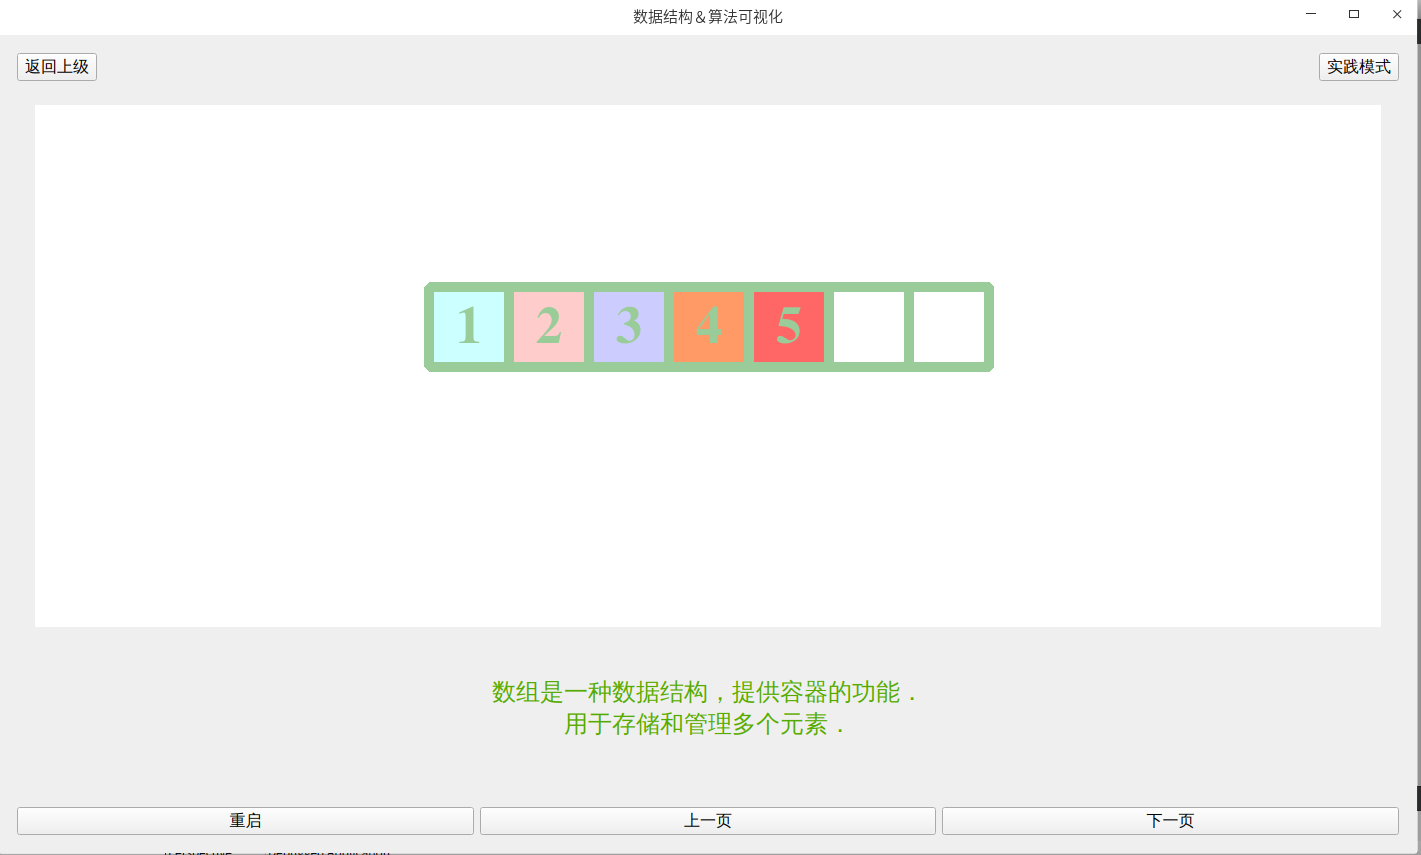 数据结构＆算法可视化
返回上级
实践模式
1 2 3 4 5
数组是一种数据结构，提供容器的功能．
用于存储和管理多个元素．
重启
上一页
下一页